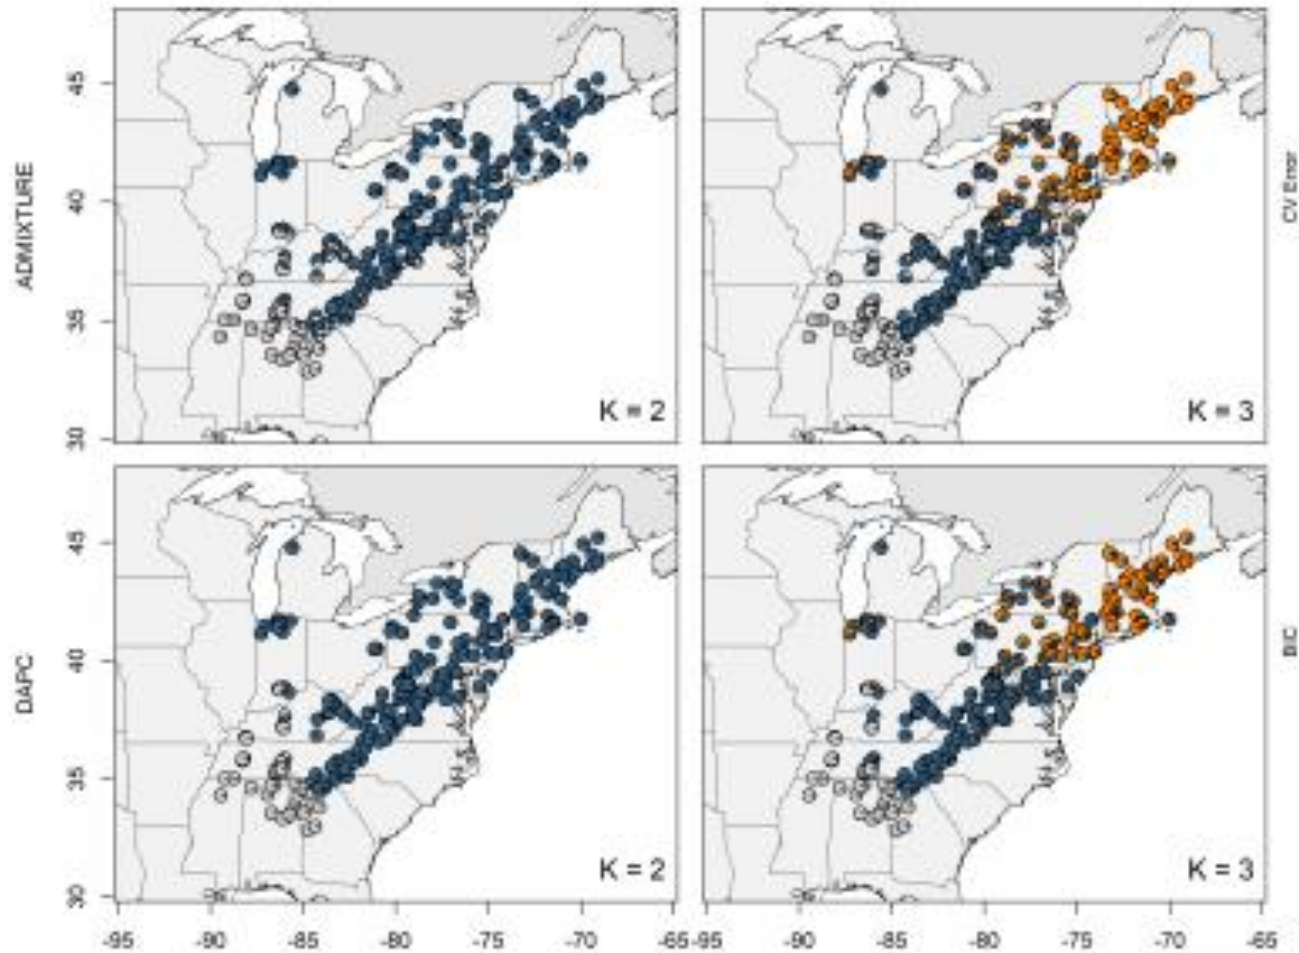 ADMIXTURE
45
40
35
30
K = 2
K = 3
CV Error
DAPC
45
40
35
30
K = 2
K = 3
BIC
-95 -90 -85 -80 -75 -70 -65 -95 -90 -85 -80 -75 -70 -65